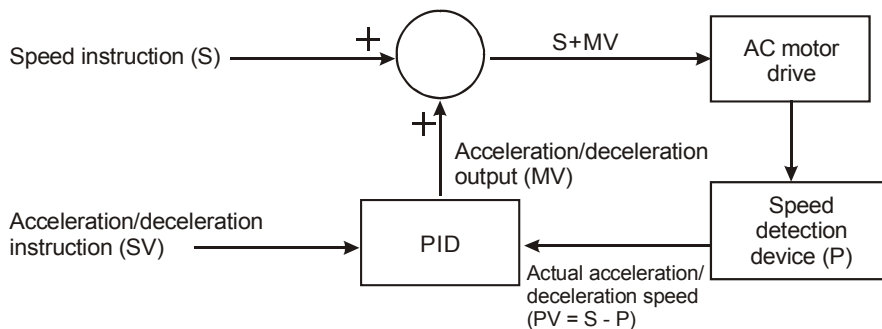 Speed instruction (S)
+
S+MV
AC motor
drive
+
Acceleration/deceleration
output (MV)
Acceleration/deceleration
instruction (SV)
PID
Speed
detection
device (P)
Actual acceleration/
deceleration speed
(PV = S - P)